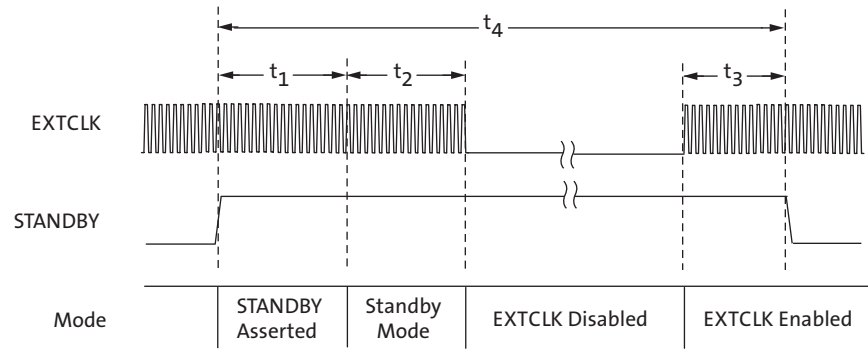 t4
t1
t2
t3
EXTCLK
STANDBY
Mode
STANDBY
Asserted
Standby
Mode
EXTCLK Disabled
EXTCLK Enabled